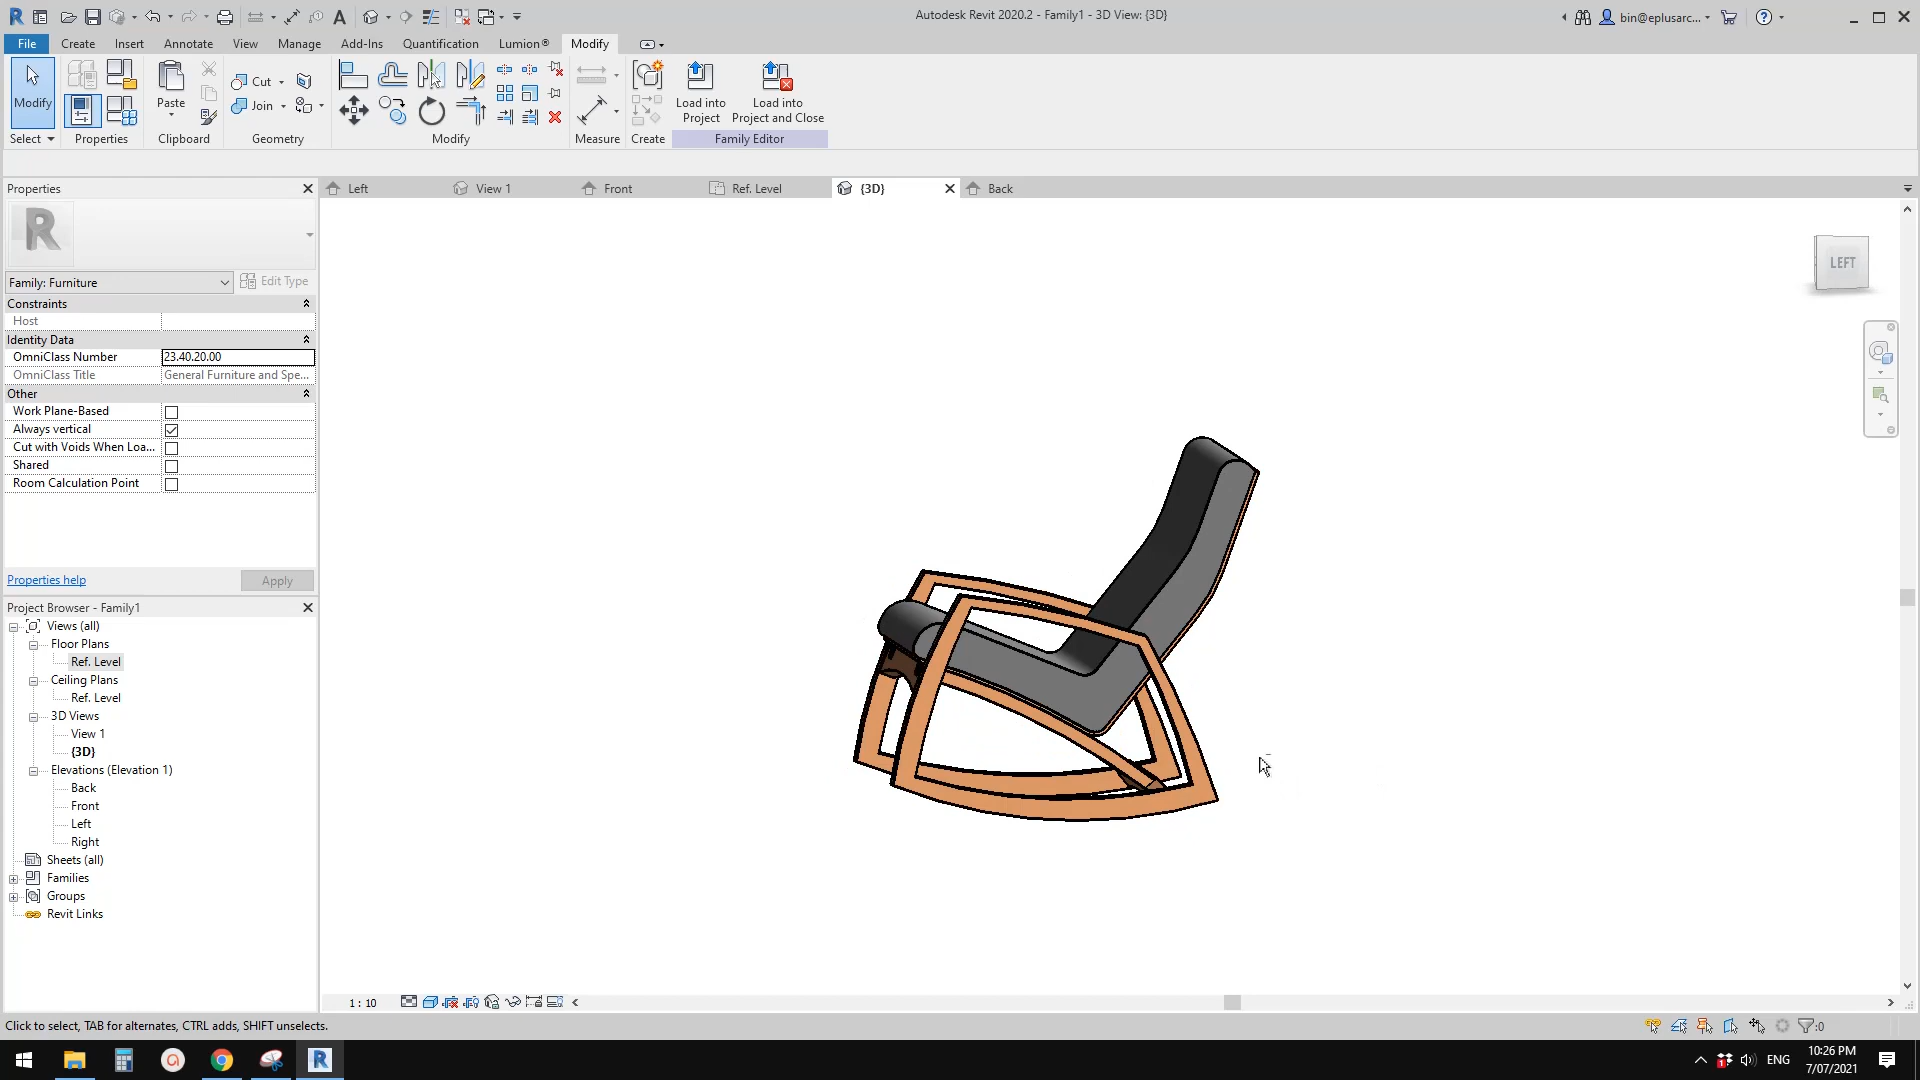 Autodesk Revit 2020.2 - Family1 - 3D View: {3D}
bin@eplusarc...
File Create Insert Annotate View Manage Add-Ins Quantification Lumion® Modify
Modify
Paste
Cut
Join
Load into Project
Load into Project and Close
Select Properties Clipboard Geometry Modify Measure Create Family Editor
Properties
Left View 1 Front Ref. Level {3D} Back
R
Family: Furniture Edit Type
Constraints
Host
Identity Data
OmniClass Number 23.40.20.00
OmniClass Title General Furniture and Spe...
Other
Work Plane-Based
Always vertical
Cut with Voids When Loa...
Shared
Room Calculation Point
Properties help Apply
LEFT
Project Browser - Family1
Views (all)
Floor Plans
Ref. Level
Ceiling Plans
Ref. Level
3D Views
View 1
{3D}
Elevations (Elevation 1)
Back
Front
Left
Right
Sheets (all)
Families
Groups
Revit Links
1 : 10
Click to select, TAB for alternates, CTRL adds, SHIFT unselects.
:0
ENG
10:26 PM
7/07/2021